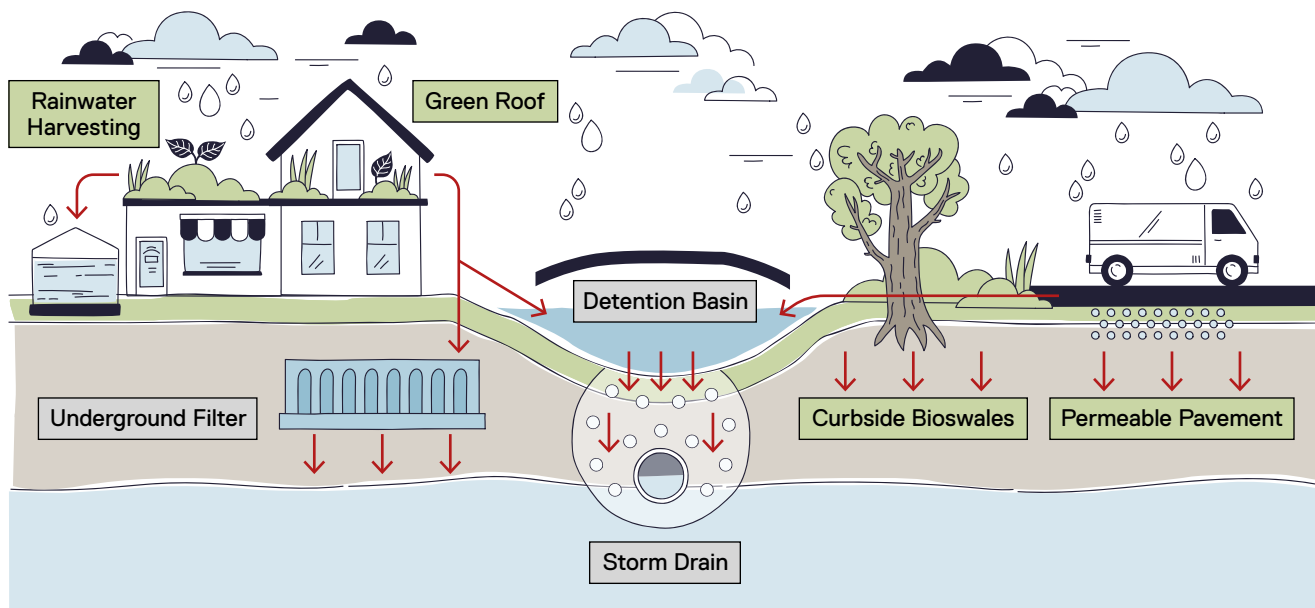 Rainwater
Harvesting
Green Roof
Detention Basin
Underground Filter
Curbside Bioswales
Permeable Pavement
Storm Drain